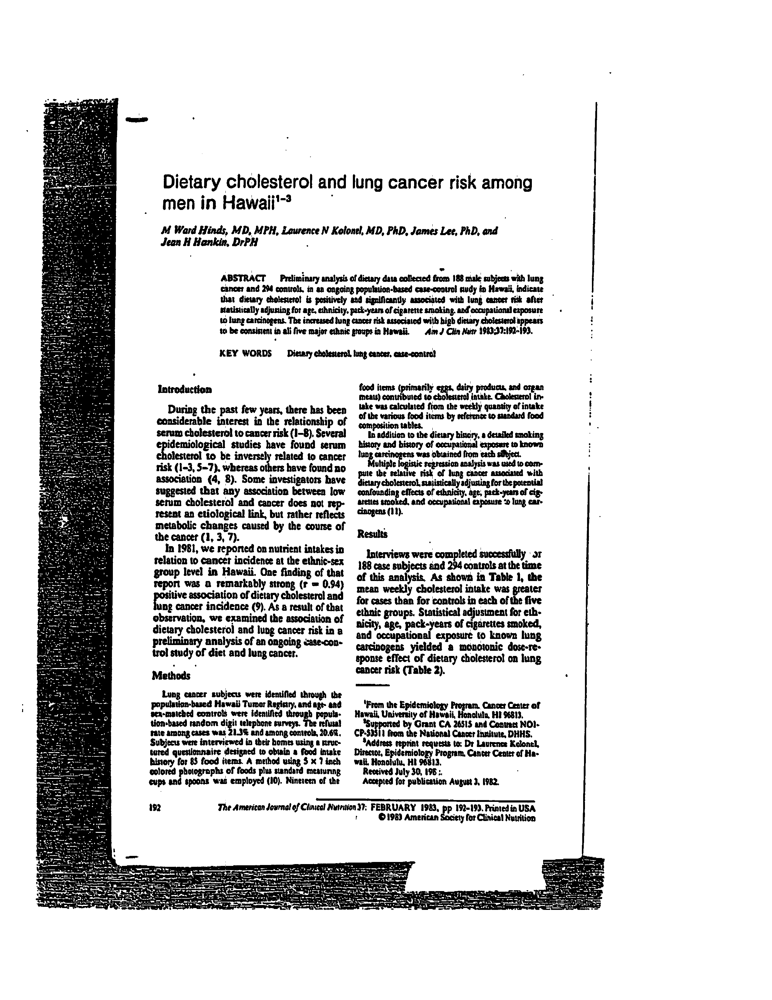 Dietary cholesterol and lung cancer risk among
men in Hawaii¹⁻³
M Ward Hinds, MD, MPH, Laurence N Kolonel, MD, PhD, James Lee, PhD, and
Jean H Hankin, DrPH
ABSTRACT Preliminary analysis of dietary data collected from 188 male subjects with lung
cancer and 294 controls, in an ongoing population-based case-control study in Hawaii, indicate
that dietary cholesterol is positively and significantly associated with lung cancer risk after
statistically adjusting for age, ethnicity, pack-years of cigarette smoking, and occupational exposure
to lung carcinogens. The increased lung cancer risk associated with high dietary cholesterol appears
to be consistent in all five major ethnic groups in Hawaii. Am J Clin Nutr 1983;37:192-193.
KEY WORDS Dietary cholesterol, lung cancer, case-control
Introduction
During the past few years, there has been
considerable interest in the relationship of
serum cholesterol to cancer risk (1-8). Several
epidemiological studies have found serum
cholesterol to be inversely related to cancer
risk (1-3, 5-7), whereas others have found no
association (4, 8). Some investigators have
suggested that any association between low
serum cholesterol and cancer does not rep-
resent an etiological link, but rather reflects
metabolic changes caused by the course of
the cancer (1, 3, 7).
In 1981, we reported on nutrient intakes in
relation to cancer incidence at the ethnic-sex
group level in Hawaii. One finding of that
report was a remarkably strong (r = 0.94)
positive association of dietary cholesterol and
lung cancer incidence (9). As a result of that
observation, we examined the association of
dietary cholesterol and lung cancer risk in a
preliminary analysis of an ongoing case-con-
trol study of diet and lung cancer.
Methods
Lung cancer subjects were identified through the
population-based Hawaii Tumor Registry, and age- and
sex-matched controls were identified through popula-
tion-based random digit telephone surveys. The refusal
rate among cases was 21.3% and among controls, 20.6%.
Subjects were interviewed in their homes using a struc-
tured questionnaire designed to obtain a food intake
history for 85 food items. A method using 5 × 7 inch
colored photographs of foods plus standard measuring
cups and spoons was employed (10). Nineteen of the
food items (primarily eggs, dairy products, and organ
meats) contributed to cholesterol intake. Cholesterol in-
take was calculated from the weekly quantity of intake
of the various food items by reference to standard food
composition tables.
In addition to the dietary history, a detailed smoking
history and history of occupational exposure to known
lung carcinogens was obtained from each subject.
Multiple logistic regression analysis was used to com-
pute the relative risk of lung cancer associated with
dietary cholesterol, statistically adjusting for the potential
confounding effects of ethnicity, age, pack-years of cig-
arettes smoked, and occupational exposure to lung car-
cinogens (11).
Results
Interviews were completed successfully or
188 case subjects and 294 controls at the time
of this analysis. As shown in Table 1, the
mean weekly cholesterol intake was greater
for cases than for controls in each of the five
ethnic groups. Statistical adjustment for eth-
nicity, age, pack-years of cigarettes smoked,
and occupational exposure to known lung
carcinogens yielded a monotonic dose-re-
sponse effect of dietary cholesterol on lung
cancer risk (Table 2).
¹From the Epidemiology Program, Cancer Center of
Hawaii, University of Hawaii, Honolulu, HI 96813.
²Supported by Grant CA 26515 and Contract NO1-
CP-53511 from the National Cancer Institute, DHHS.
³Address reprint requests to: Dr Laurence Kolonel,
Director, Epidemiology Program, Cancer Center of Ha-
waii, Honolulu, HI 96813.
Received July 30, 198
Accepted for publication August 3, 1982.
192 The American Journal of Clinical Nutrition 37: FEBRUARY 1983, pp 192-193. Printed in USA
© 1983 American Society for Clinical Nutrition